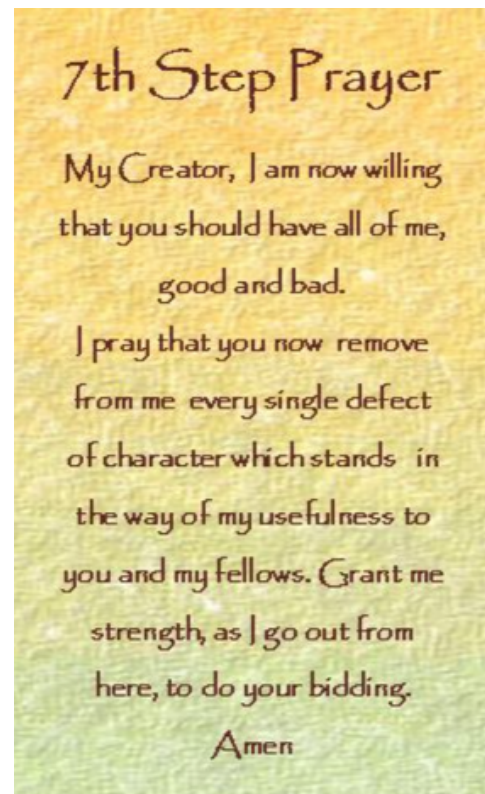 7th Step Prayer
My Creator, I am now willing
that you should have all of me,
good and bad.
I pray that you now remove
from me every single defect
of character which stands in
the way of my usefulness to
you and my fellows. Grant me
strength, as I go out from
here, to do your bidding.
Amen